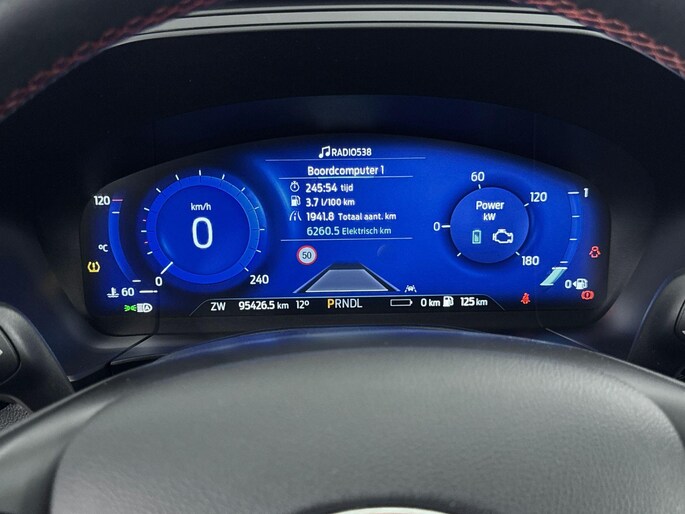 RADIO538
Boordcomputer 1
245:54 tijd
3.7 l/100 km
1941.8 Totaal aant. km
6260.5 Elektrisch km
50
120
°C
60
km/h
0
0
240
60
120
Power
kW
0
180
1
0
ZW 95426.5 km 12° PRNDL 0 km 125 km